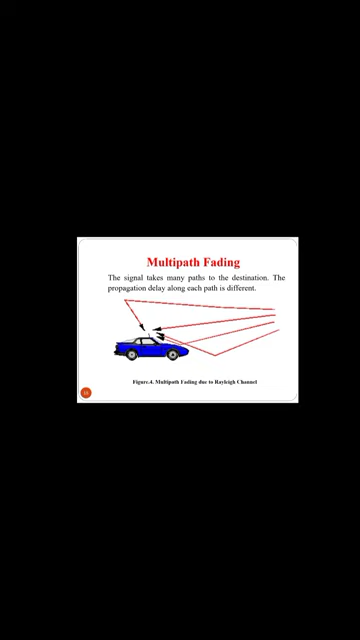 Multipath Fading
The signal takes many paths to the destination. The
propagation delay along each path is different.
Figure.4. Multipath Fading due to Rayleigh Channel